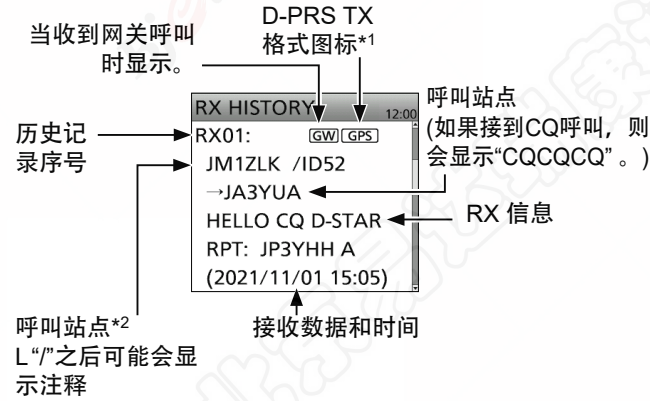 D-PRS TX
格式图标*1
当收到网关呼叫
时显示。
RX HISTORY
12:00
RX01:
GW GPS
JM1ZLK /ID52
→JA3YUA
HELLO CQ D-STAR
RPT: JP3YHH A
(2021/11/01 15:05)
历史记
录序号
呼叫站点
(如果接到CQ呼叫，则
会显示“CQCQCQ”。)
RX 信息
呼叫站点*2
L“/”之后可能会显
示注释
接收数据和时间